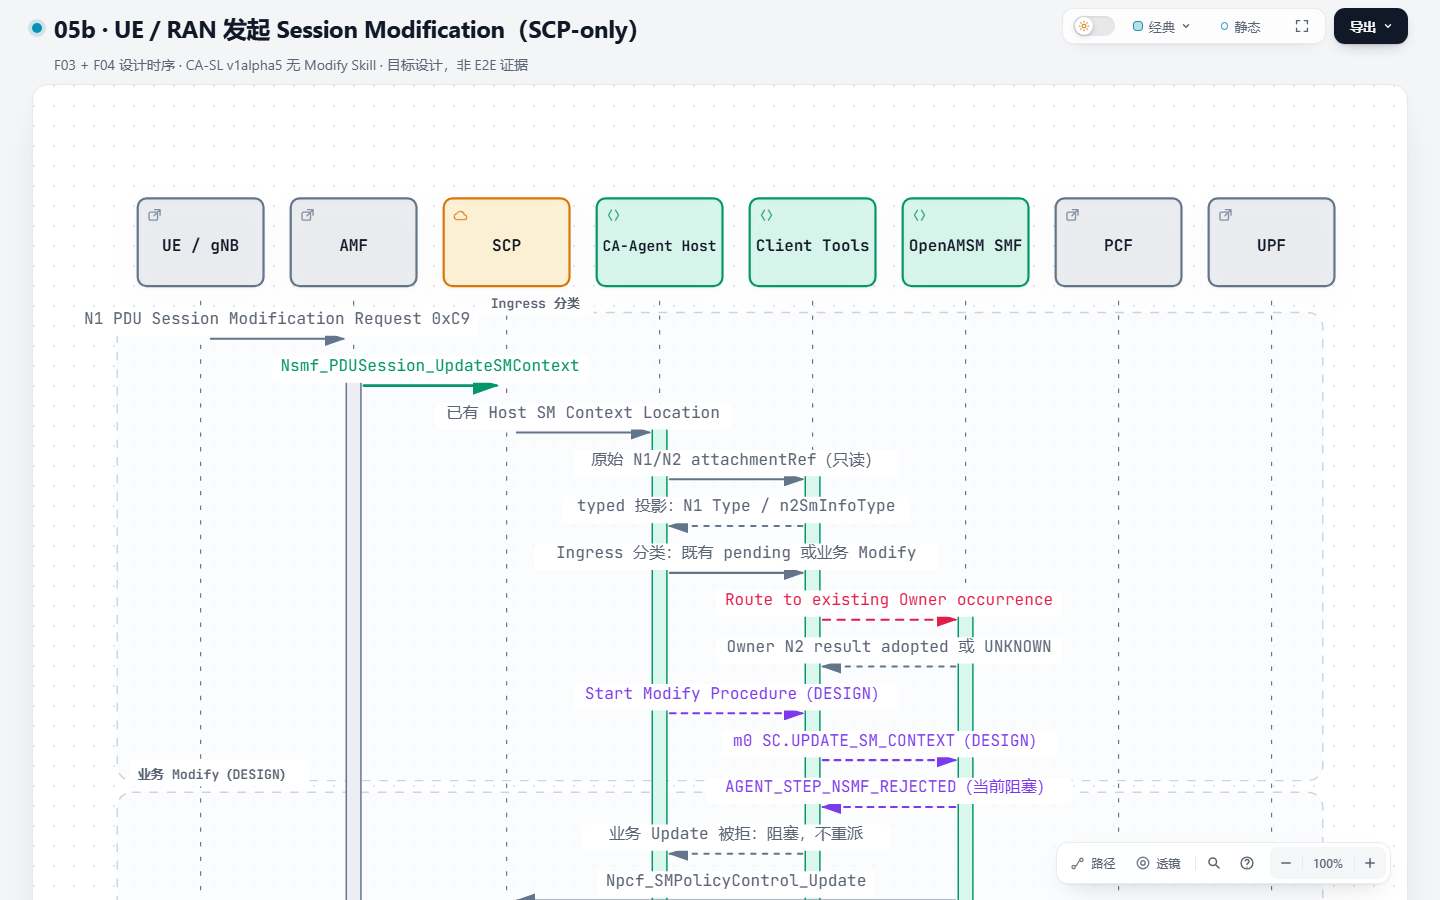 05b · UE / RAN 发起 Session Modification（SCP-only）
F03 + F04 设计时序 · CA-SL v1alpha5 无 Modify Skill · 目标设计，非 E2E 证据
经典
静态
导出
UE / gNB
AMF
SCP
CA-Agent Host
Client Tools
OpenAMSM SMF
PCF
UPF
Ingress 分类
N1 PDU Session Modification Request 0xC9
Nsmf_PDUSession_UpdateSMContext
已有 Host SM Context Location
原始 N1/N2 attachmentRef（只读）
typed 投影：N1 Type / n2SmInfoType
Ingress 分类：既有 pending 或业务 Modify
Route to existing Owner occurrence
Owner N2 result adopted 或 UNKNOWN
Start Modify Procedure（DESIGN）
m0 SC.UPDATE_SM_CONTEXT（DESIGN）
业务 Modify（DESIGN）
AGENT_STEP_NSMF_REJECTED（当前阻塞）
业务 Update 被拒：阻塞，不重派
Npcf_SMPolicyControl_Update
路径
透镜
100%